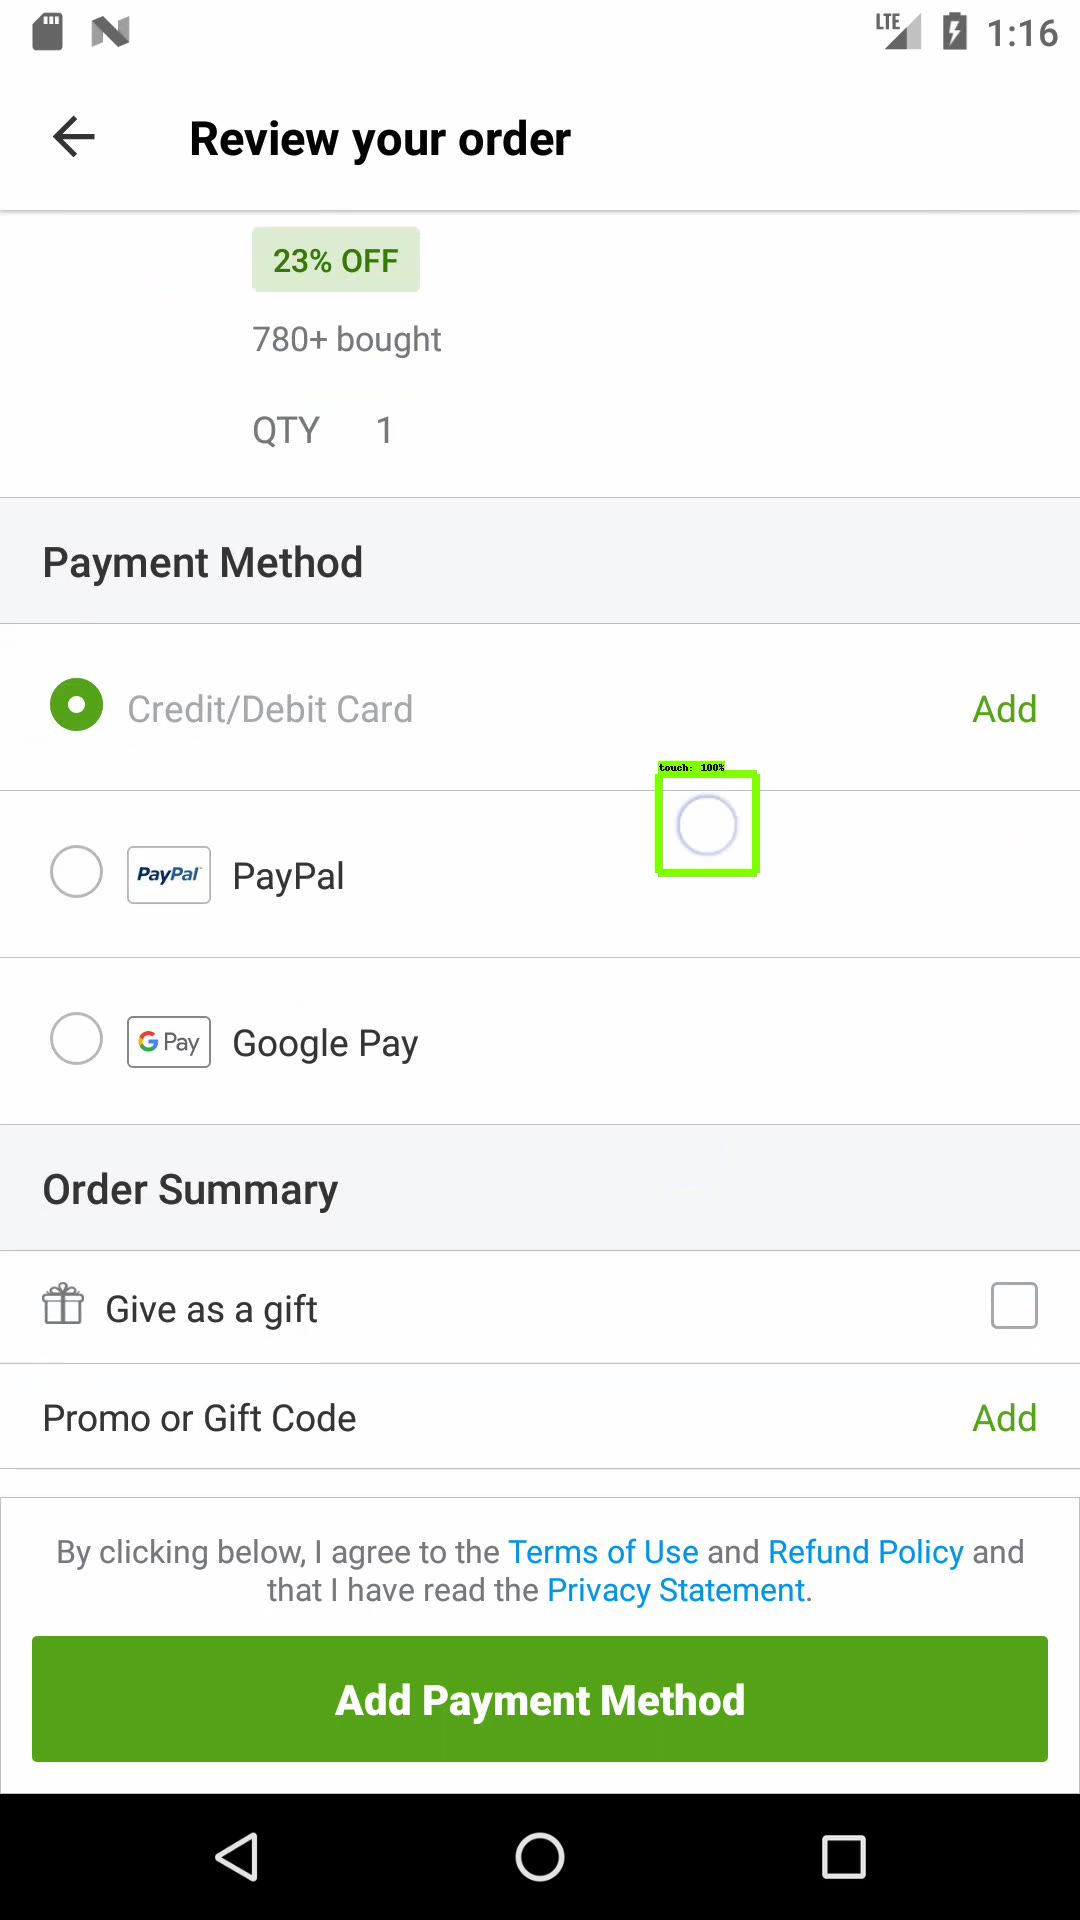 LTE 1:16
Review your order
23% OFF
780+ bought
QTY 1
Payment Method
Credit/Debit Card Add
touch: 100%
PayPal PayPal
G Pay Google Pay
Order Summary
Give as a gift
Promo or Gift Code Add
By clicking below, I agree to the Terms of Use and Refund Policy and
that I have read the Privacy Statement.
Add Payment Method